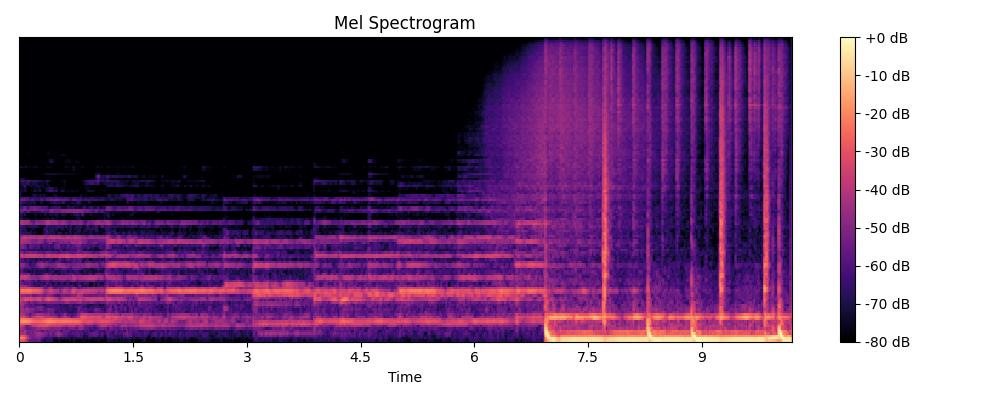 Mel Spectrogram
+0 dB
-10 dB
-20 dB
-30 dB
-40 dB
-50 dB
-60 dB
-70 dB
-80 dB
0 1.5 3 4.5 6 7.5 9
Time